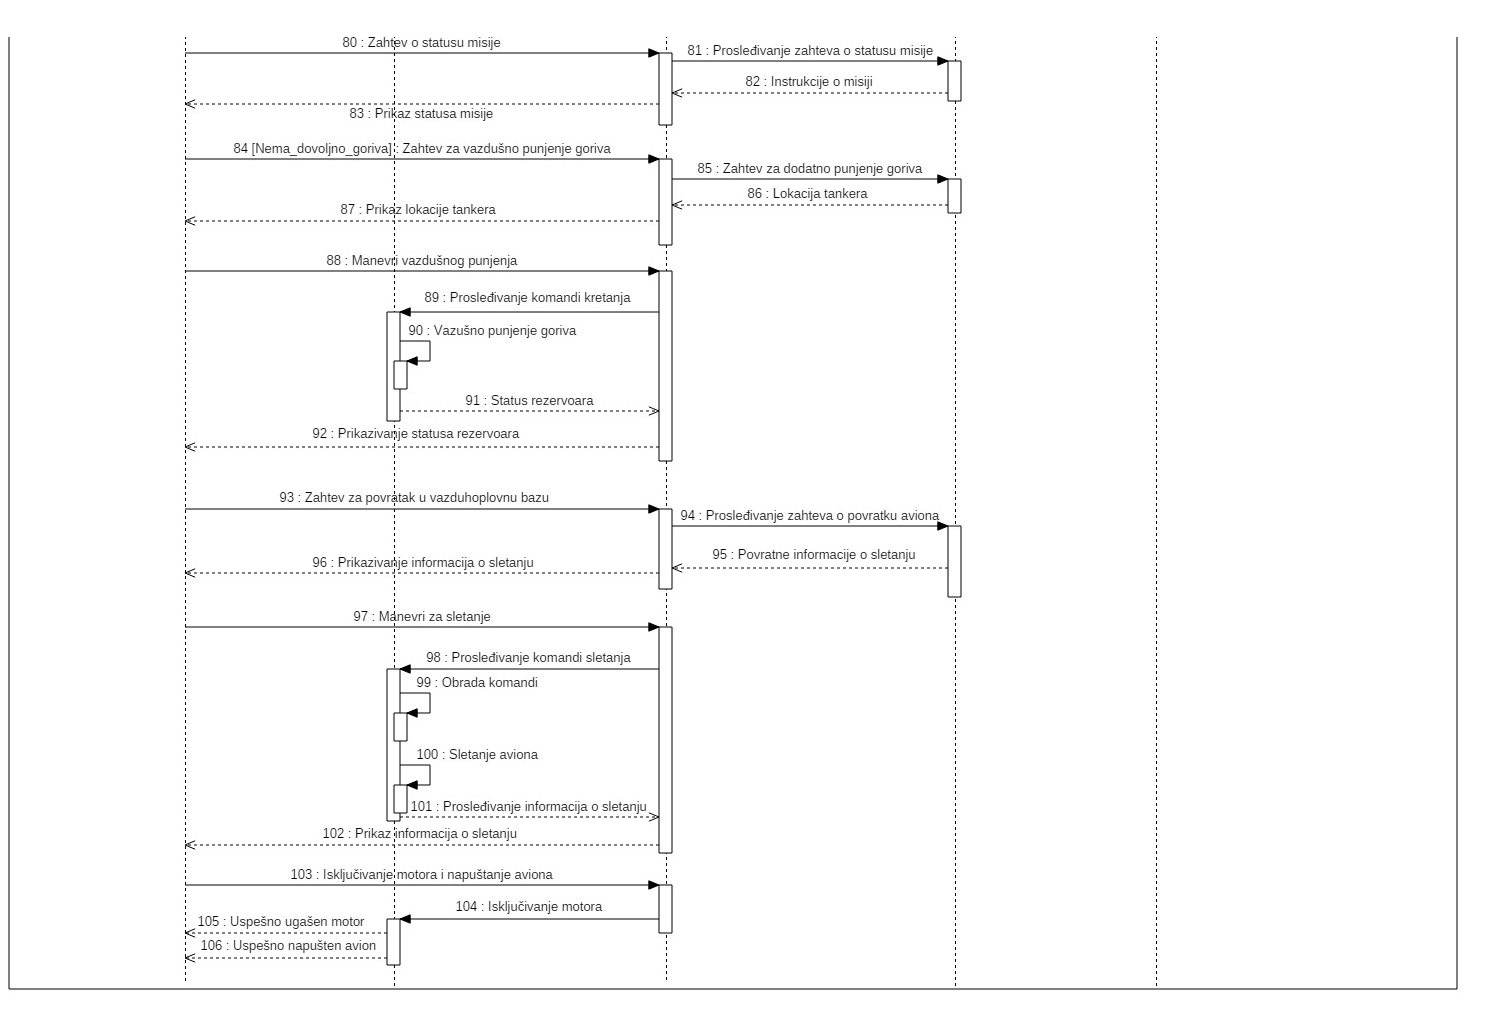 80 : Zahtev o statusu misije
81 : Prosleđivanje zahteva o statusu misije
82 : Instrukcije o misiji
83 : Prikaz statusa misije
84 [Nema_dovoljno_goriva] : Zahtev za vazdušno punjenje goriva
85 : Zahtev za dodatno punjenje goriva
86 : Lokacija tankera
87 : Prikaz lokacije tankera
88 : Manevri vazdušnog punjenja
89 : Prosleđivanje komandi kretanja
90 : Vazušno punjenje goriva
91 : Status rezervoara
92 : Prikazivanje statusa rezervoara
93 : Zahtev za povratak u vazduhoplovnu bazu
94 : Prosleđivanje zahteva o povratku aviona
95 : Povratne informacije o sletanju
96 : Prikazivanje informacija o sletanju
97 : Manevri za sletanje
98 : Prosleđivanje komandi sletanja
99 : Obrada komandi
100 : Sletanje aviona
101 : Prosleđivanje informacija o sletanju
102 : Prikaz informacija o sletanju
103 : Isključivanje motora i napuštanje aviona
104 : Isključivanje motora
105 : Uspešno ugašen motor
106 : Uspešno napušten avion